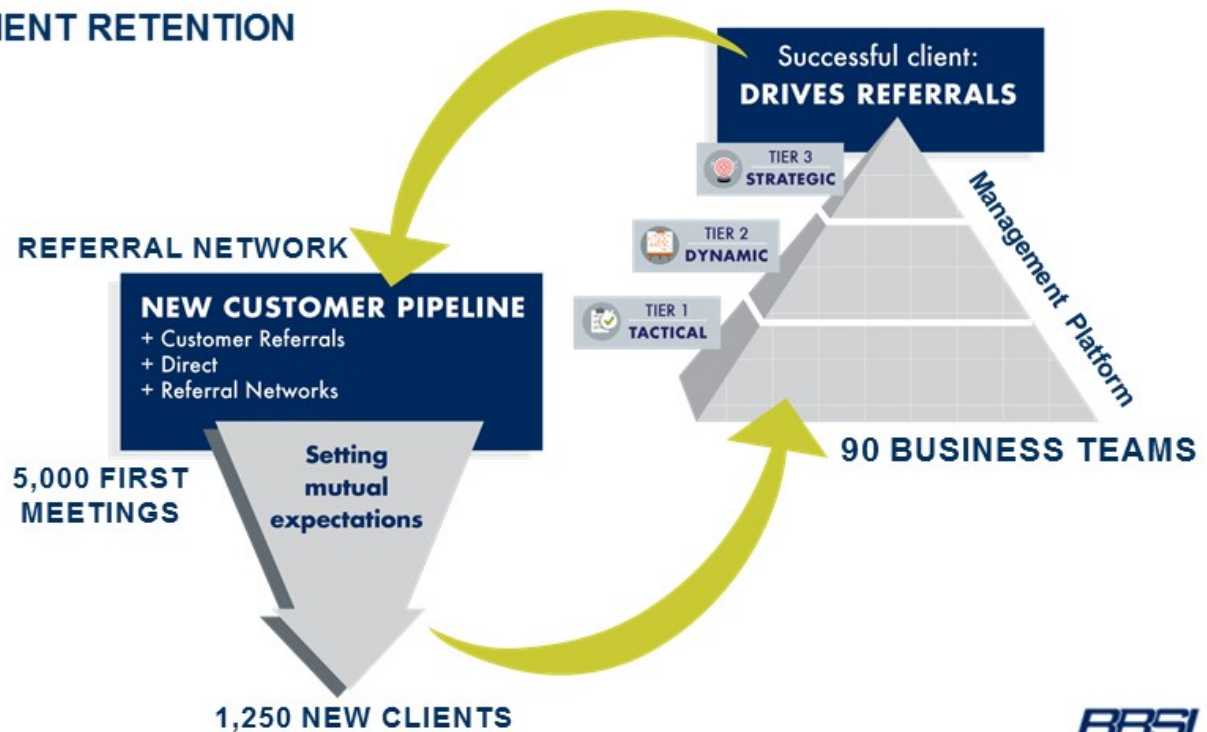 MENT RETENTION
Successful client:
DRIVES REFERRALS
TIER 3
STRATEGIC
TIER 2
DYNAMIC
TIER 1
TACTICAL
Management Platform
90 BUSINESS TEAMS
REFERRAL NETWORK
NEW CUSTOMER PIPELINE
+ Customer Referrals
+ Direct
+ Referral Networks
5,000 FIRST
MEETINGS
Setting
mutual
expectations
1,250 NEW CLIENTS
BBSI